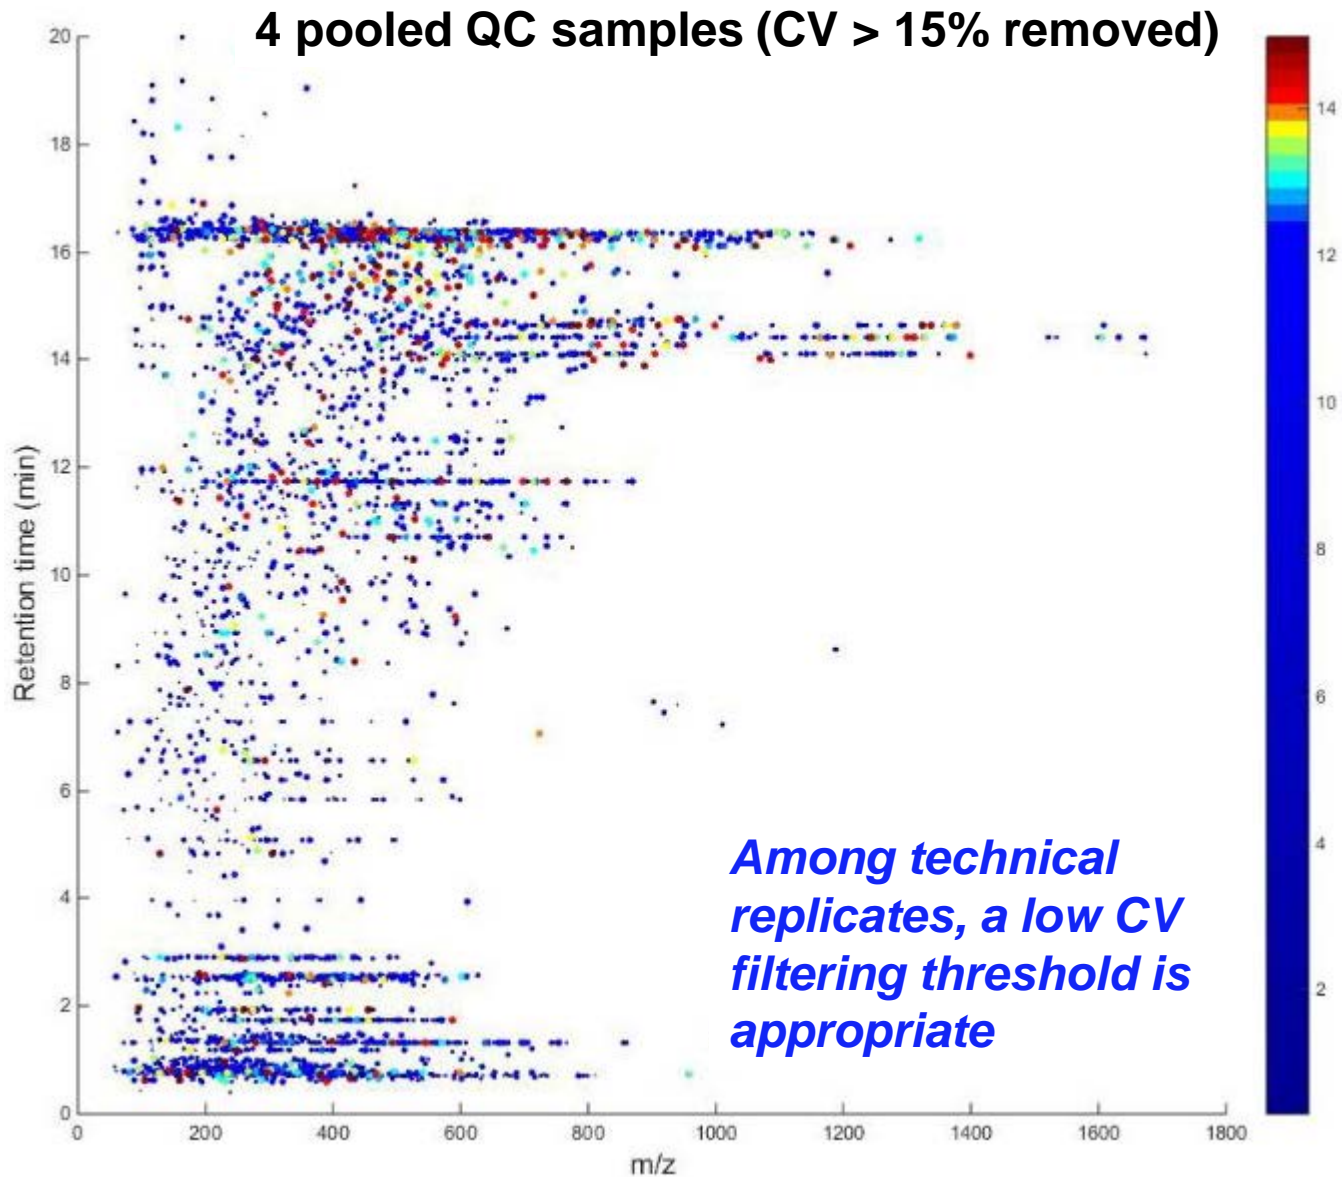 4 pooled QC samples (CV > 15% removed)
20
18
16
14
12
10
8
6
4
2
0
Retention time (min)
0 200 400 600 800 1000 1200 1400 1600 1800
m/z
Among technical
replicates, a low CV
filtering threshold is
appropriate
14
12
10
8
6
4
2